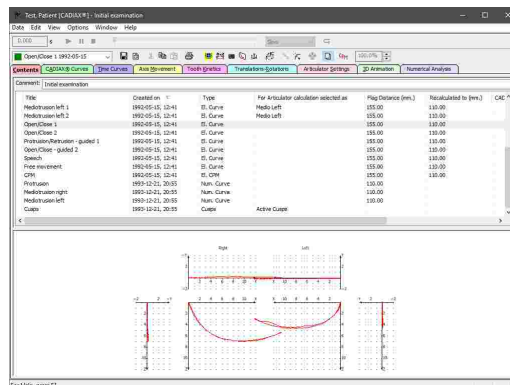 Test, Patient [CADIAX®] - Initial examination
Data Edit View Options Window Help
0.000 s Save
Open/Close 1 1992-05-15 100.0%
Contents CADIAX® Curves Time Curves Axis Movement Tooth Kinetics Translations-Rotations Articulator Settings 3D Animation Numerical Analysis
Comment: Initial examination
Title Created on Type For Articulator calculation selected as Flag Distance (mm.) Recalculated to (mm.) CADI
Mediotrusion left 1 1992-05-15, 12:41 El. Curve Medio Left 155.00 110.00
Mediotrusion left 2 1992-05-15, 12:41 El. Curve Medio Left 155.00 110.00
Open/Close 1 1992-05-15, 12:41 El. Curve 155.00 110.00
Open/Close 2 1992-05-15, 12:41 El. Curve 155.00 110.00
Protrusion/Retrusion - guided 1 1992-05-15, 12:41 El. Curve 155.00 110.00
Open/Close - guided 2 1992-05-15, 12:41 El. Curve 155.00 110.00
Speech 1992-05-15, 12:41 El. Curve 155.00 110.00
Free movement 1992-05-15, 12:41 El. Curve 155.00 110.00
CPM 1992-05-15, 12:41 El. CPM 155.00 110.00
Protrusion 1993-12-21, 20:55 Num. Curve 110.00
Mediotrusion right 1993-12-21, 20:55 Num. Curve 110.00
Mediotrusion left 1993-12-21, 20:55 Num. Curve 110.00
Cusps 1993-12-21, 20:55 Cusps Active Cusps
Right Left